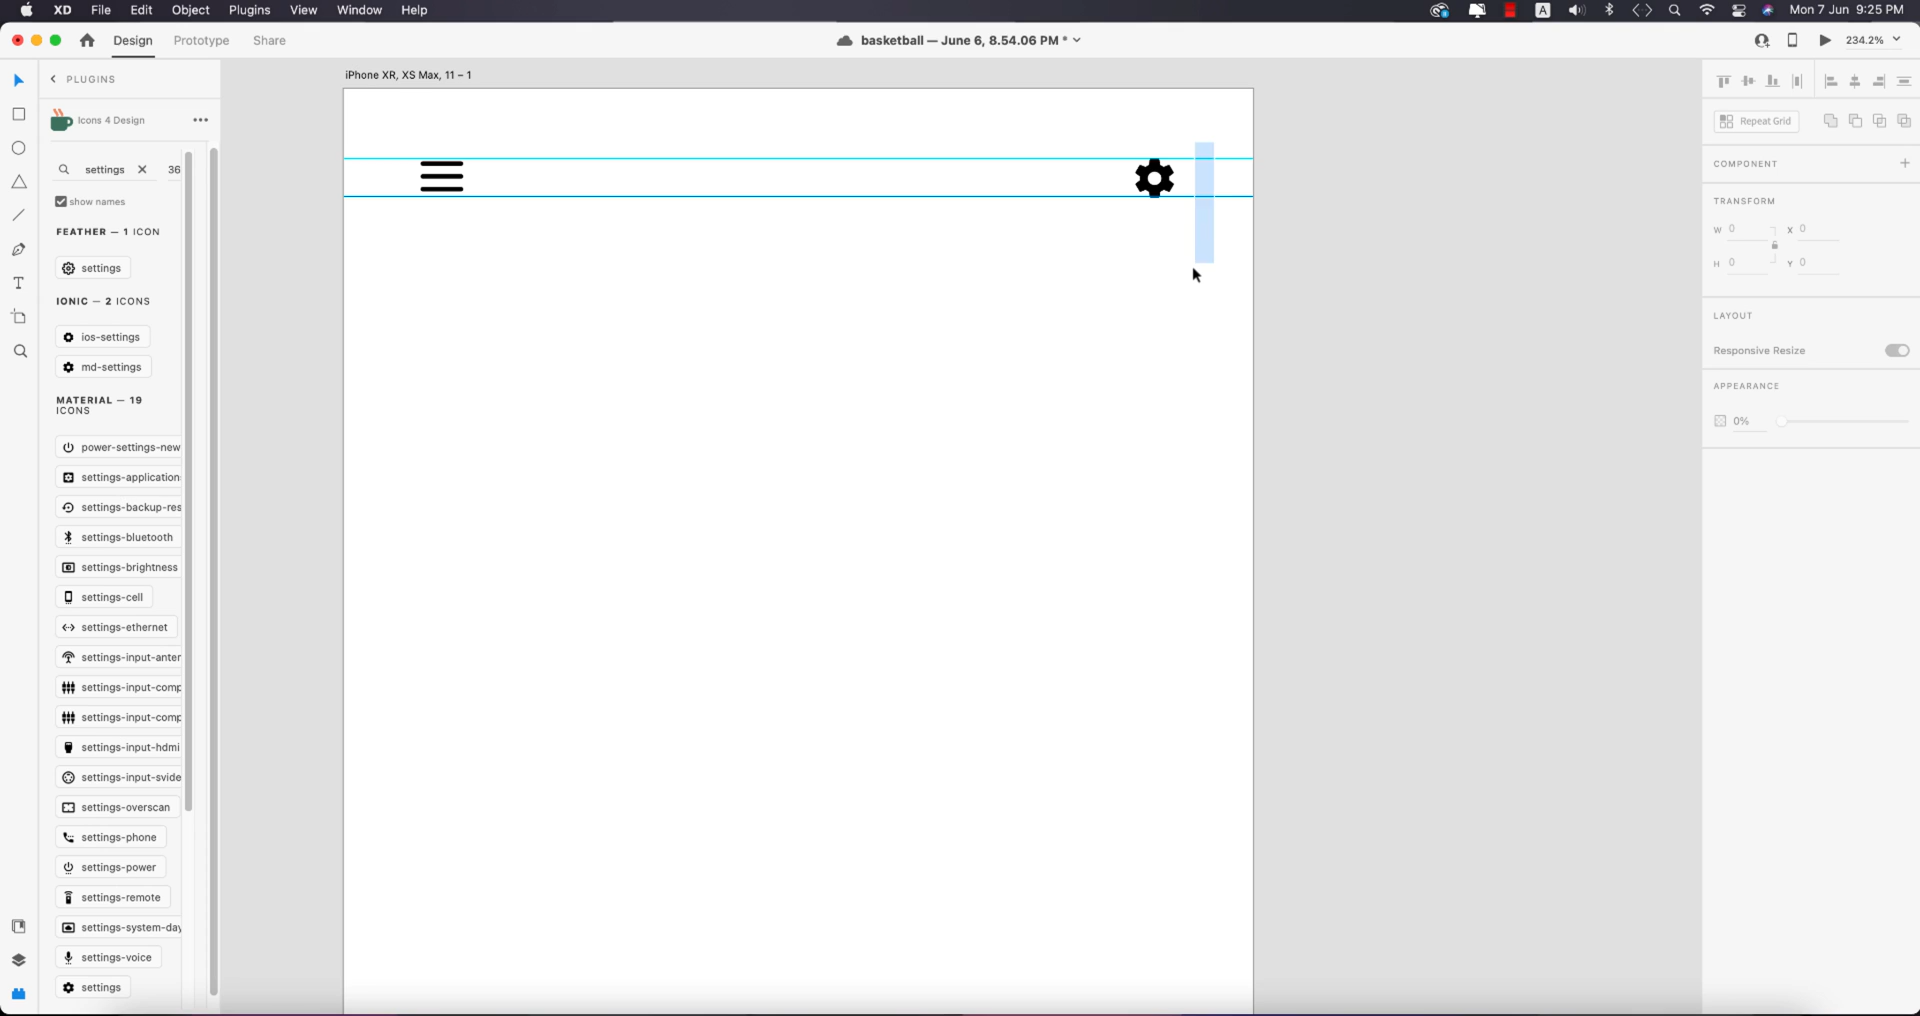 XD File Edit Object Plugins View Window Help
A
Mon 7 Jun 9:25 PM
Design Prototype Share
basketball — June 6, 8.54.06 PM *
234.2%
PLUGINS
Icons 4 Design
settings 36
show names
FEATHER — 1 ICON
settings
IONIC — 2 ICONS
ios-settings
md-settings
MATERIAL — 19
ICONS
power-settings-new
settings-application
settings-backup-res
settings-bluetooth
settings-brightness
settings-cell
settings-ethernet
settings-input-anter
settings-input-comp
settings-input-comp
settings-input-hdmi
settings-input-svide
settings-overscan
settings-phone
settings-power
settings-remote
settings-system-day
settings-voice
settings
T
iPhone XR, XS Max, 11 – 1
Repeat Grid
COMPONENT
TRANSFORM
W 0 X 0
H 0 Y 0
LAYOUT
Responsive Resize
APPEARANCE
0%